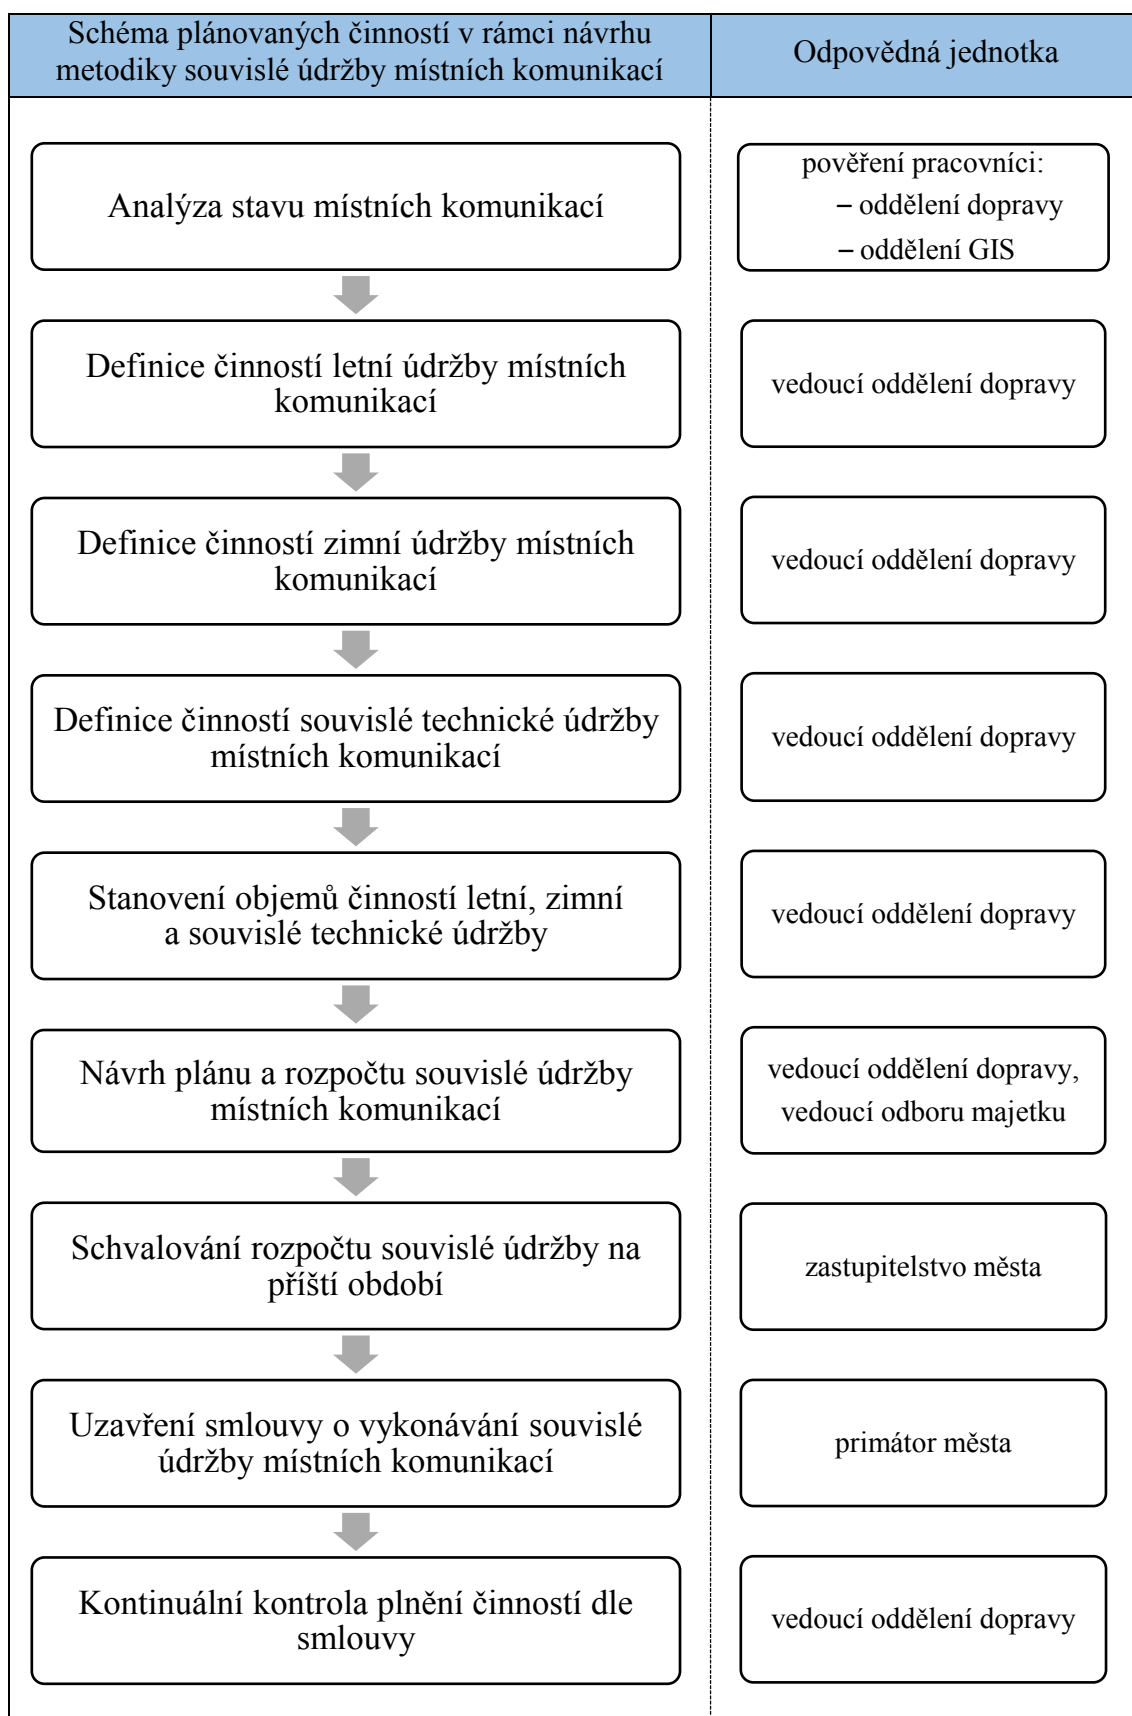 Schéma plánovaných činností v rámci návrhu
metodiky souvislé údržby místních komunikací
Odpovědná jednotka
Analýza stavu místních komunikací
pověření pracovníci:
– oddělení dopravy
– oddělení GIS
Definice činností letní údržby místních
komunikací
vedoucí oddělení dopravy
Definice činností zimní údržby místních
komunikací
vedoucí oddělení dopravy
Definice činností souvislé technické údržby
místních komunikací
vedoucí oddělení dopravy
Stanovení objemů činností letní, zimní
a souvislé technické údržby
vedoucí oddělení dopravy
Návrh plánu a rozpočtu souvislé údržby
místních komunikací
vedoucí oddělení dopravy,
vedoucí odboru majetku
Schvalování rozpočtu souvislé údržby na
příští období
zastupitelstvo města
Uzavření smlouvy o vykonávání souvislé
údržby místních komunikací
primátor města
Kontinuální kontrola plnění činností dle
smlouvy
vedoucí oddělení dopravy